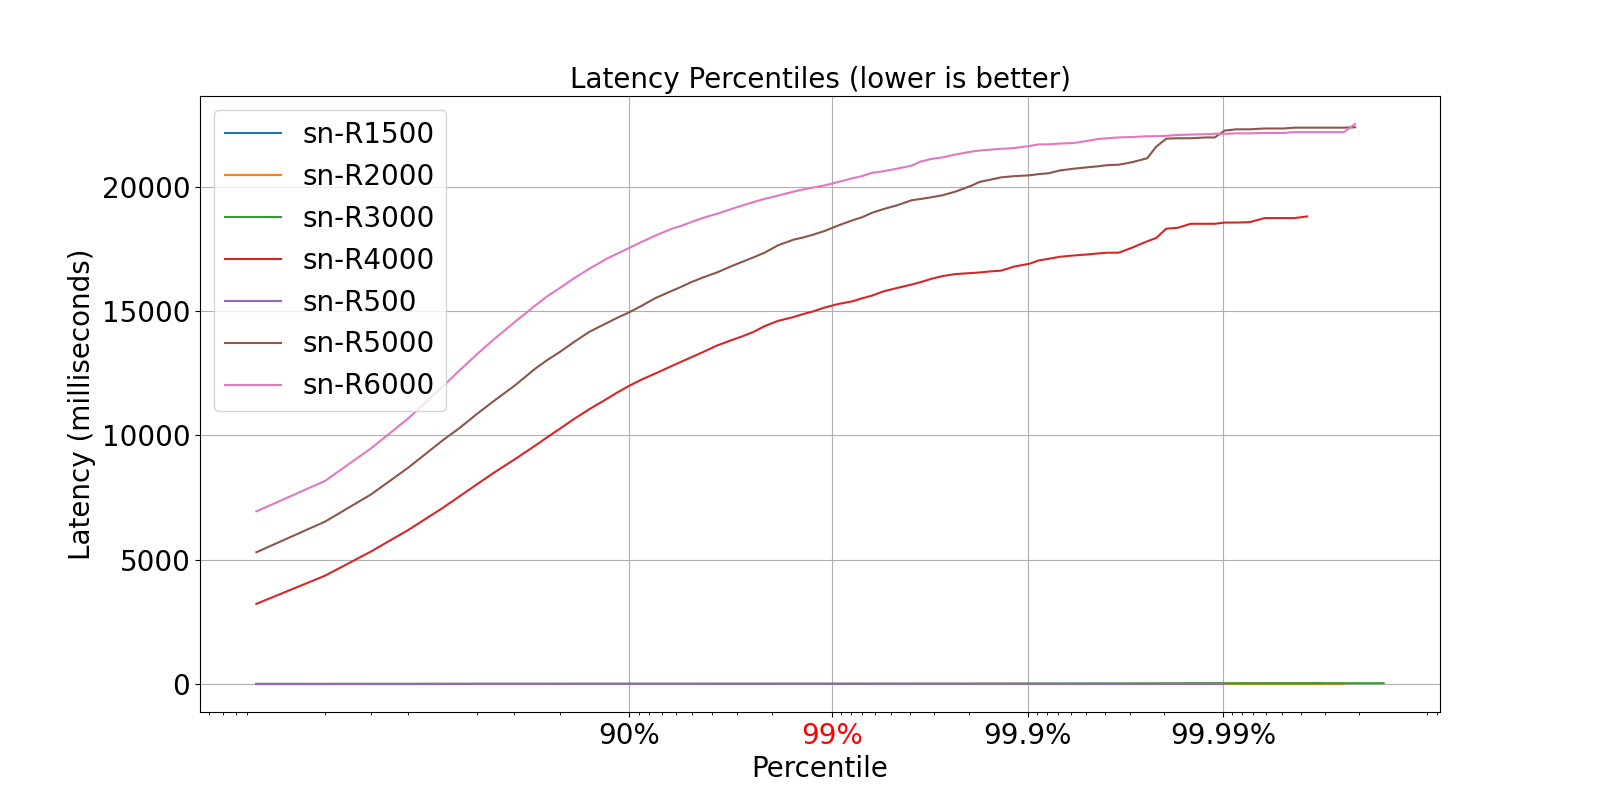 Latency Percentiles (lower is better)
sn-R1500
sn-R2000
sn-R3000
sn-R4000
sn-R500
sn-R5000
sn-R6000
Latency (milliseconds)
20000
15000
10000
5000
0
90% 99% 99.9% 99.99%
Percentile